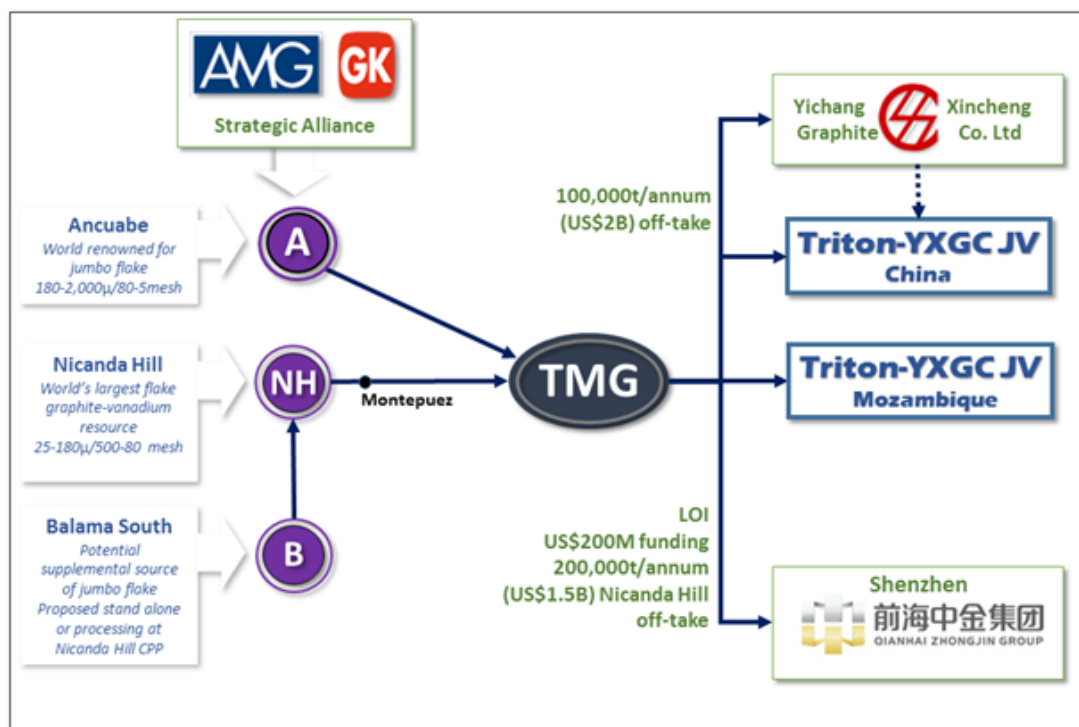 AMG
GK
Strategic Alliance
Ancuabe
World renowned for
jumbo flake
180-2,000µ/80-5mesh
A
Nicanda Hill
World's largest flake
graphite-vanadium
resource
25-180µ/500-80 mesh
NH
Montepuez
Balama South
Potential
supplemental source
of jumbo flake
Proposed stand alone
or processing at
Nicanda Hill CPP
B
TMG
100,000t/annum
(US$2B) off-take
Yichang Xincheng
Graphite Co. Ltd
Triton-YXGC JV
China
Triton-YXGC JV
Mozambique
LOI
US$200M funding
200,000t/annum
(US$1.5B) Nicanda Hill
off-take
Shenzhen
前海中金集团
QIANHAI ZHONGJIN GROUP